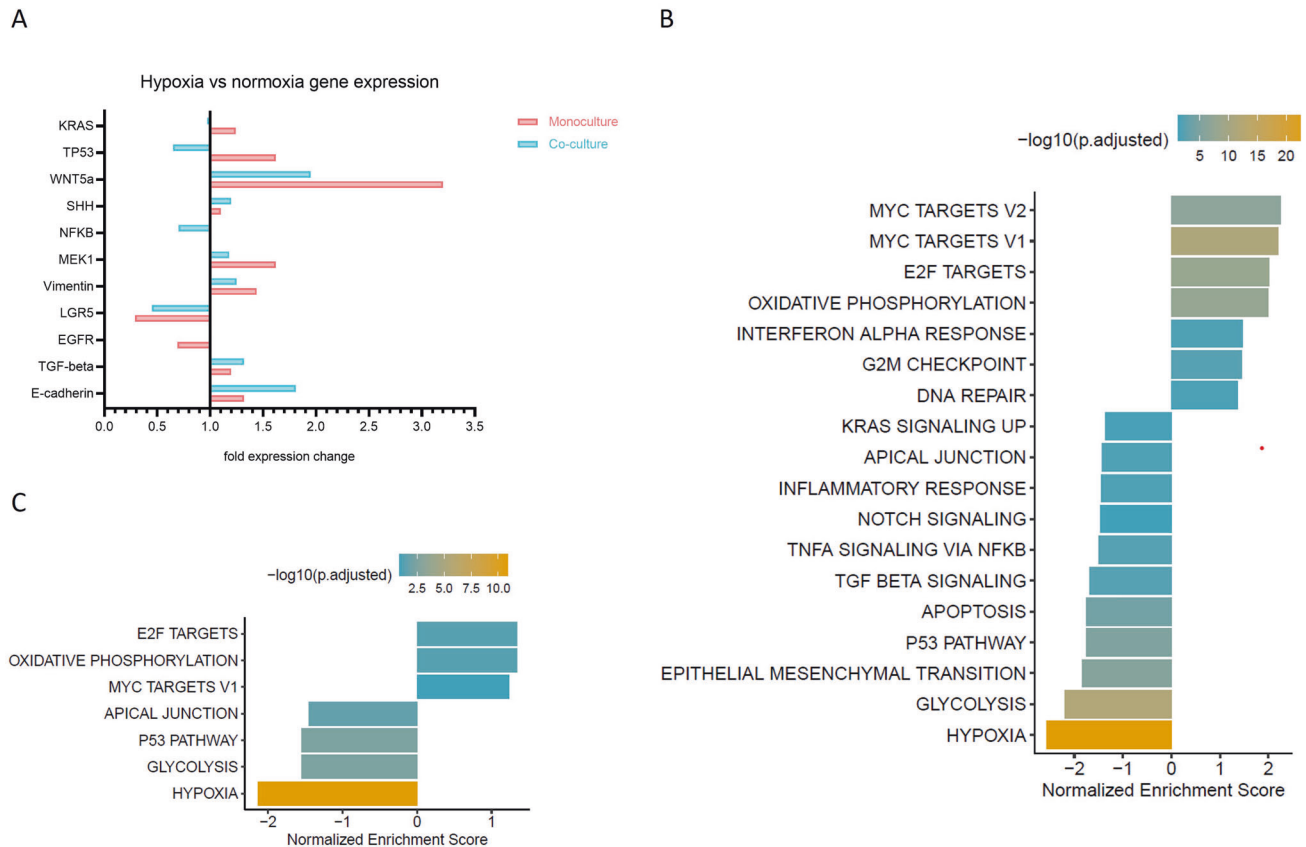 A
Hypoxia vs normoxia gene expression
KRAS
TP53
WNT5a
SHH
NFKB
MEK1
Vimentin
LGR5
EGFR
TGF-beta
E-cadherin
0.0 0.5 1.0 1.5 2.0 2.5 3.0 3.5
fold expression change
Monoculture
Co-culture
B
−log10(p.adjusted)
5 10 15 20
MYC TARGETS V2
MYC TARGETS V1
E2F TARGETS
OXIDATIVE PHOSPHORYLATION
INTERFERON ALPHA RESPONSE
G2M CHECKPOINT
DNA REPAIR
KRAS SIGNALING UP
APICAL JUNCTION
INFLAMMATORY RESPONSE
NOTCH SIGNALING
TNFA SIGNALING VIA NFKB
TGF BETA SIGNALING
APOPTOSIS
P53 PATHWAY
EPITHELIAL MESENCHYMAL TRANSITION
GLYCOLYSIS
HYPOXIA
−2 −1 0 1 2
Normalized Enrichment Score
C
−log10(p.adjusted)
2.5 5.0 7.5 10.0
E2F TARGETS
OXIDATIVE PHOSPHORYLATION
MYC TARGETS V1
APICAL JUNCTION
P53 PATHWAY
GLYCOLYSIS
HYPOXIA
−2 −1 0 1
Normalized Enrichment Score